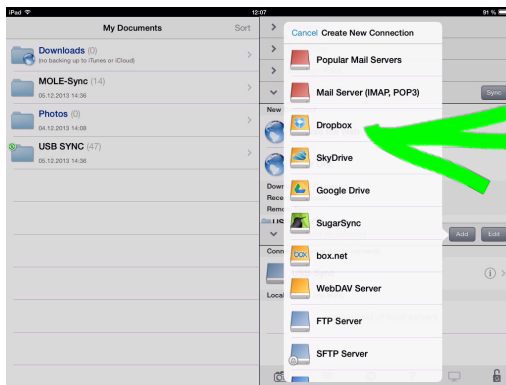 iPad
12:07
91 %
My Documents
Sort
Downloads (0)
(no backing up to iTunes or iCloud)
MOLE-Sync (14)
05.12.2013 14:36
Photos (0)
04.12.2013 14:08
USB SYNC (47)
05.12.2013 14:36
Cancel Create New Connection
Popular Mail Servers
Mail Server (IMAP, POP3)
Dropbox
SkyDrive
Google Drive
SugarSync
box
box.net
WebDAV Server
FTP Server
SFTP Server
Sync
New
Add
Edit